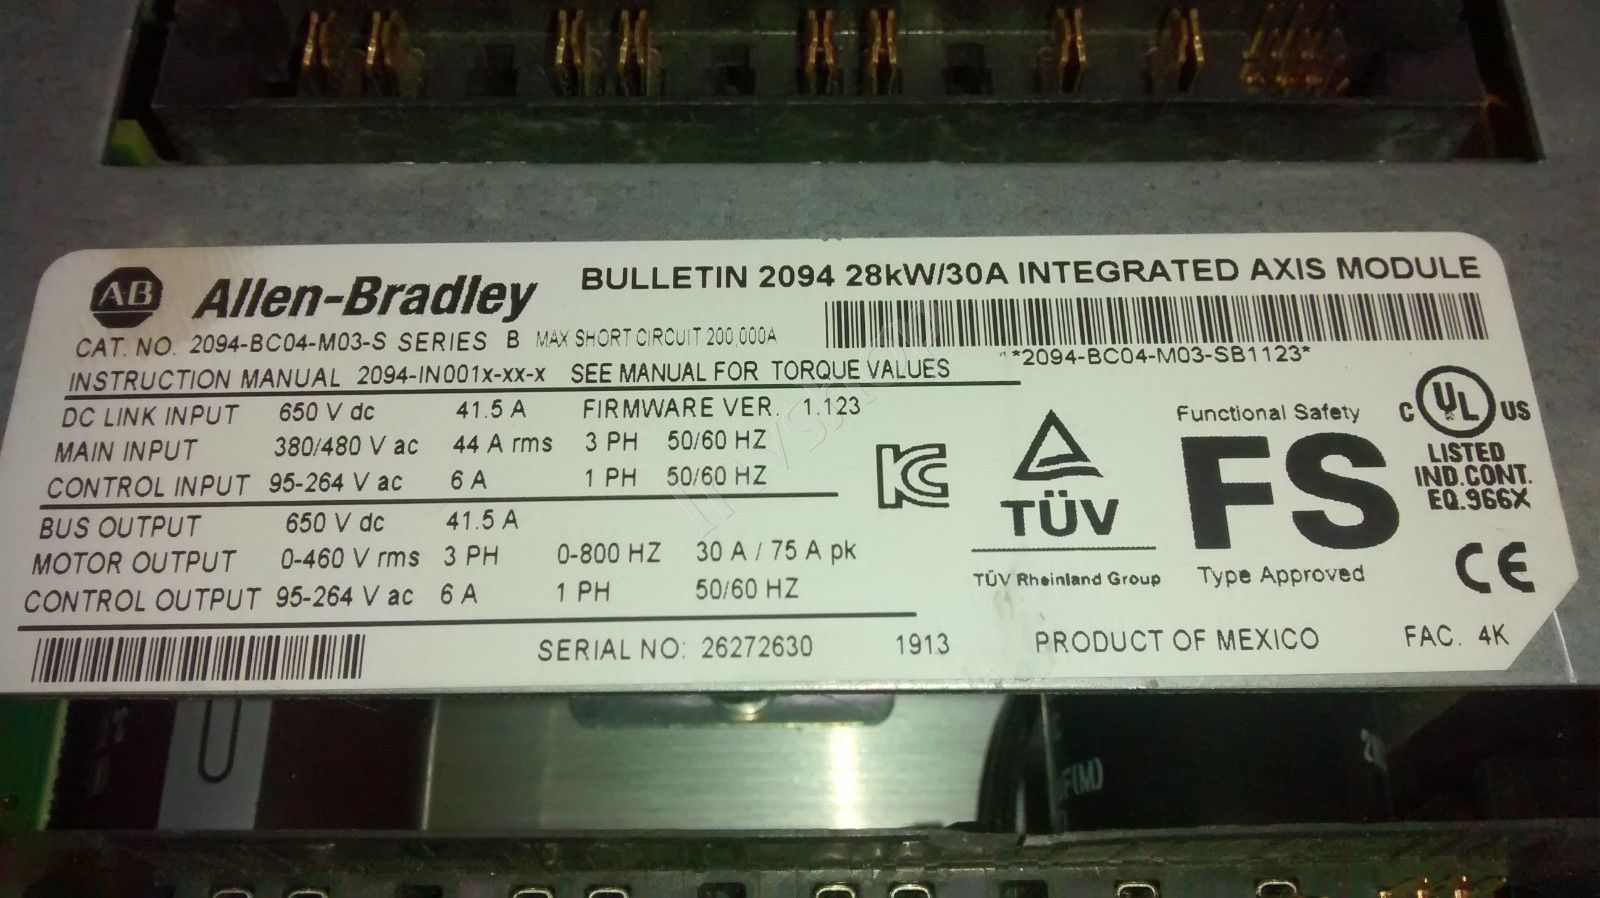 AB Allen-Bradley BULLETIN 2094 28kW/30A INTEGRATED AXIS MODULE
CAT. NO. 2094-BC04-M03-S SERIES B MAX SHORT CIRCUIT 200,000A
*2094-BC04-M03-SB1123*
INSTRUCTION MANUAL 2094-IN001x-xx-x SEE MANUAL FOR TORQUE VALUES
DC LINK INPUT 650 V dc 41.5 A FIRMWARE VER. 1.123
MAIN INPUT 380/480 V ac 44 A rms 3 PH 50/60 HZ
CONTROL INPUT 95-264 V ac 6 A 1 PH 50/60 HZ
BUS OUTPUT 650 V dc 41.5 A
MOTOR OUTPUT 0-460 V rms 3 PH 0-800 HZ 30 A / 75 A pk
CONTROL OUTPUT 95-264 V ac 6 A 1 PH 50/60 HZ
KC
TÜV
TÜV Rheinland Group
Functional Safety
FS
Type Approved
C UL US
LISTED
IND.CONT.
EQ.966X
CE
SERIAL NO: 26272630 1913 PRODUCT OF MEXICO FAC. 4K
F(M)